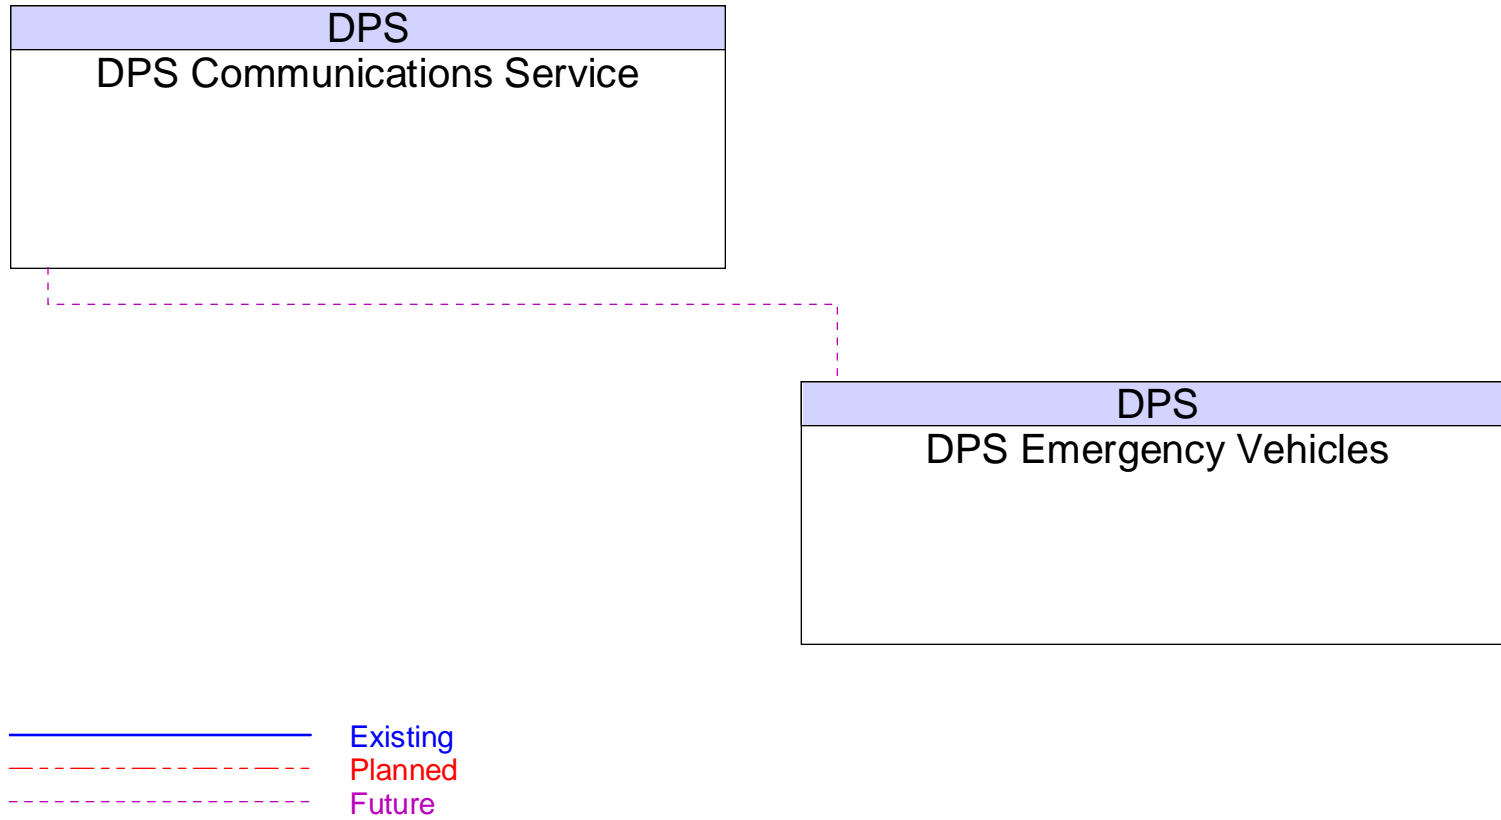 DPS
DPS Communications Service
DPS
DPS Emergency Vehicles
Existing
Planned
Future